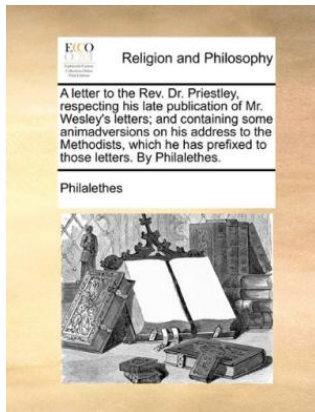 ECCO
Religion and Philosophy
A letter to the Rev. Dr. Priestley,
respecting his late publication of Mr.
Wesley's letters; and containing some
animadversions on his address to the
Methodists, which he has prefixed to
those letters. By Philalethes.
Philalethes